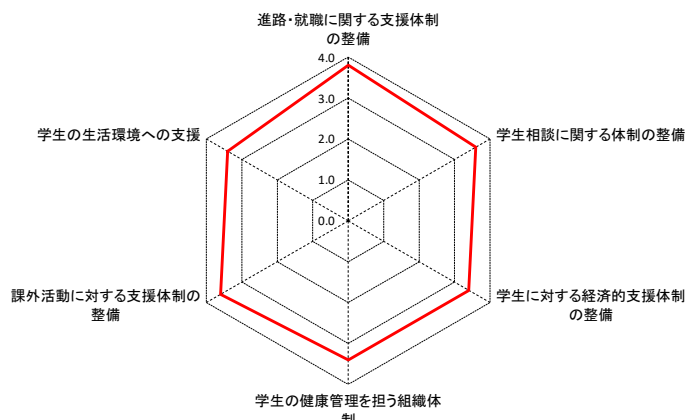 進路・就職に関する支援体制
の整備
4.0
3.0
学生の生活環境への支援
学生相談に関する体制の整備
2.0
1.0
0.0
課外活動に対する支援体制の
整備
学生に対する経済的支援体制
の整備
学生の健康管理を担う組織体
制